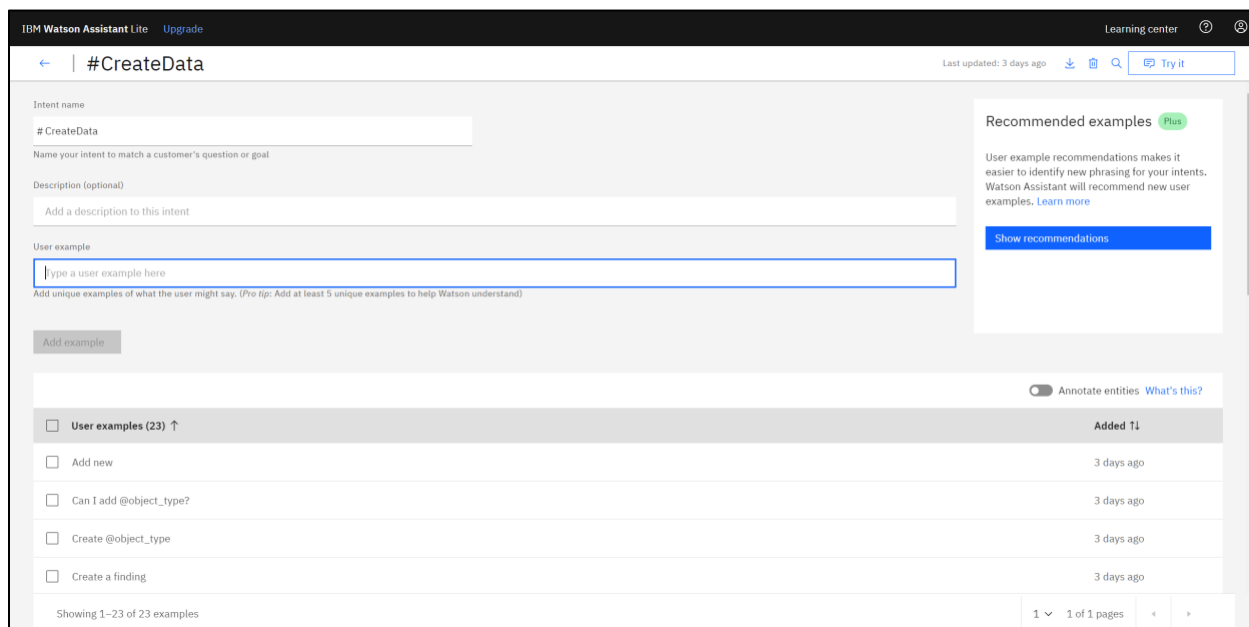 IBM Watson Assistant Lite Upgrade Learning center
#CreateData Last updated: 3 days ago Try it
Intent name
#CreateData
Name your intent to match a customer's question or goal
Description (optional)
Add a description to this intent
User example
Type a user example here
Add unique examples of what the user might say. (Pro tip: Add at least 5 unique examples to help Watson understand)
Add example
Recommended examples Plus
User example recommendations makes it
easier to identify new phrasing for your intents.
Watson Assistant will recommend new user
examples. Learn more
Show recommendations
Annotate entities What's this?
User examples (23) ↑ Added ↑↓
Add new 3 days ago
Can I add @object_type? 3 days ago
Create @object_type 3 days ago
Create a finding 3 days ago
Showing 1–23 of 23 examples 1 1 of 1 pages